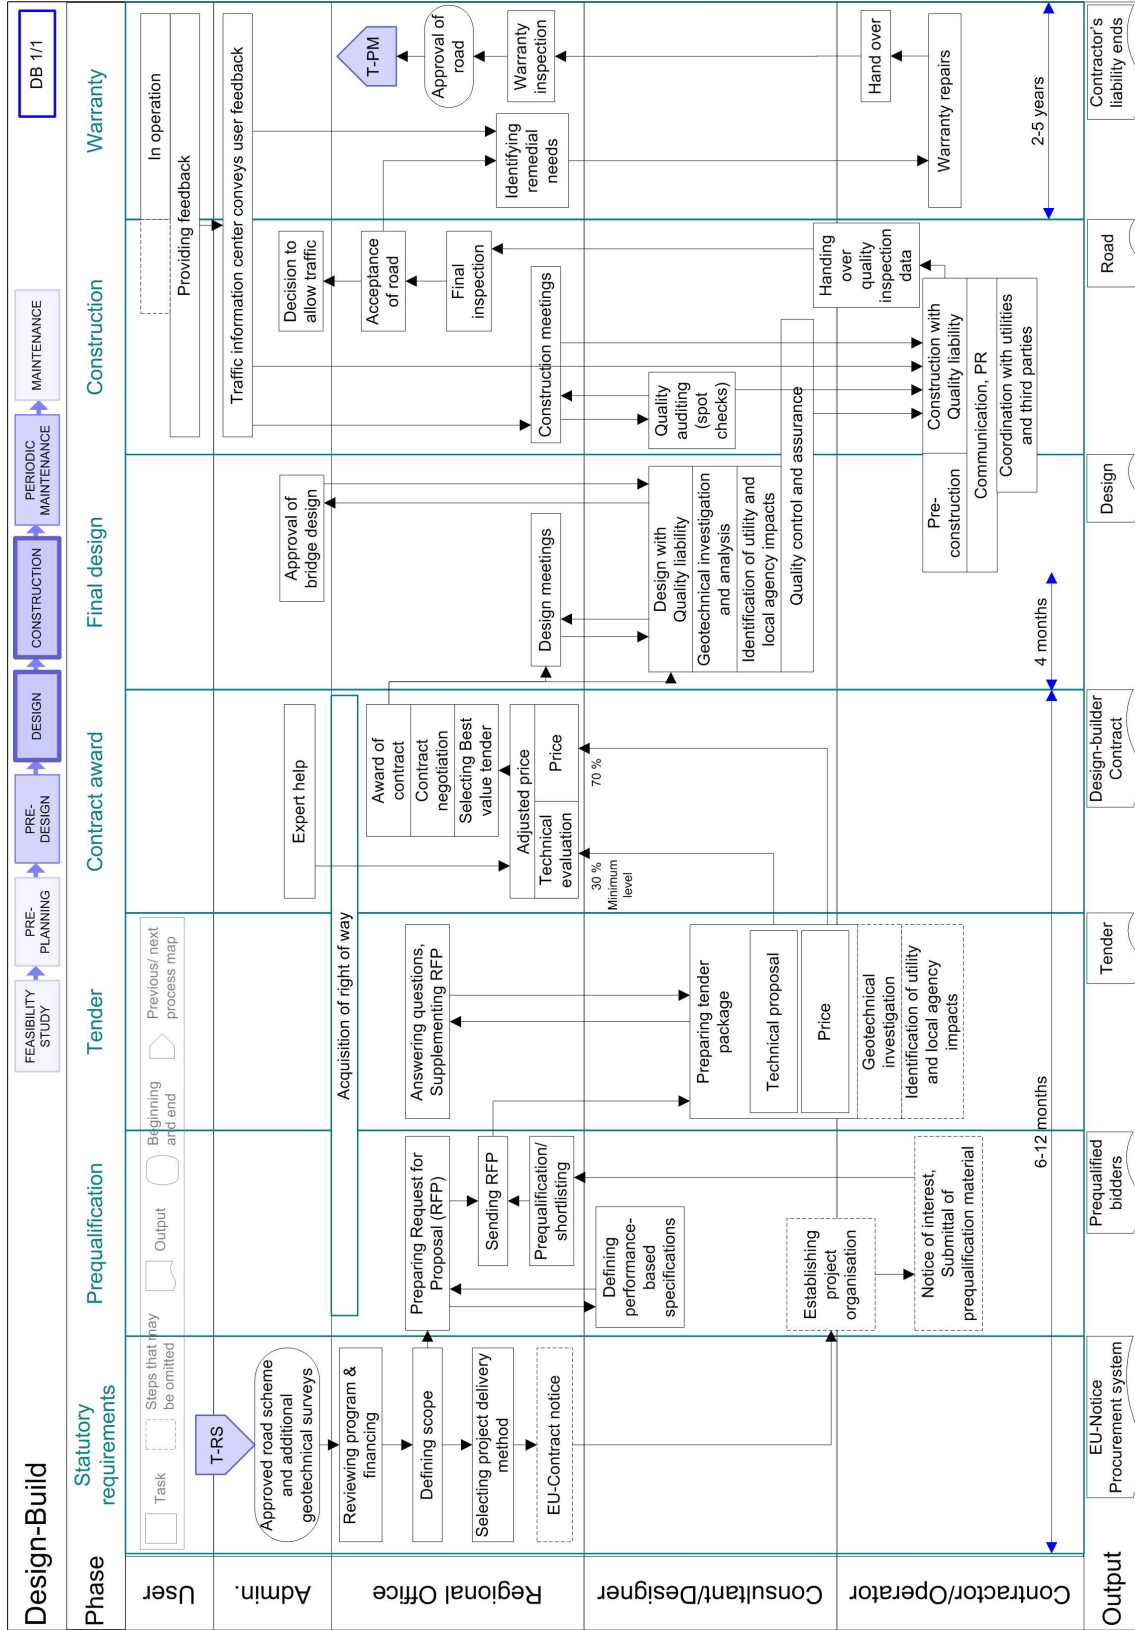 Design-Build
FEASIBILITY
STUDY
PRE-
PLANNING
PRE-
DESIGN
DESIGN
CONSTRUCTION
PERIODIC
MAINTENANCE
MAINTENANCE
DB 1/1
Phase
Statutory
requirements
Prequalification
Tender
Contract award
Final design
Construction
Warranty
User
Task
Steps that may
be omitted
Output
Beginning
and end
Previous/ next
process map
In operation
Providing feedback
T-RS
Admin.
Approved road scheme
and additional
geotechnical surveys
Expert help
Approval of
bridge design
Traffic information center conveys user feedback
Decision to
allow traffic
T-PM
Regional Office
Acquisition of right of way
Reviewing program &
financing
Defining scope
Selecting project delivery
method
EU-Contract notice
Preparing Request for
Proposal (RFP)
Sending RFP
Prequalification/
shortlisting
Answering questions,
Supplementing RFP
Award of
contract
Contract
negotiation
Selecting Best
value tender
Adjusted price
Technical
evaluation
Price
Design meetings
Construction meetings
Acceptance
of road
Final
inspection
Identifying
remedial
needs
Approval of
road
Warranty
inspection
Consultant/Designer
Defining
performance-
based
specifications
Preparing tender
package
Technical proposal
Price
30 %
Minimum
level
70 %
Design with
Quality liability
Geotechnical investigation
and analysis
Identification of utility and
local agency impacts
Quality control and assurance
Quality
auditing
(spot
checks)
Contractor/Operator
Establishing
project
organisation
Notice of interest,
Submittal of
prequalification material
Geotechnical
investigation
Identification of utility
and local agency
impacts
Pre-
construction
Construction with
Quality liability
Communication, PR
Coordination with utilities
and third parties
Handing
over
quality
inspection
data
Hand over
Warranty repairs
6-12 months
4 months
2-5 years
Output
EU-Notice
Procurement system
Prequalified
bidders
Tender
Design-builder
Contract
Design
Road
Contractor's
liability ends